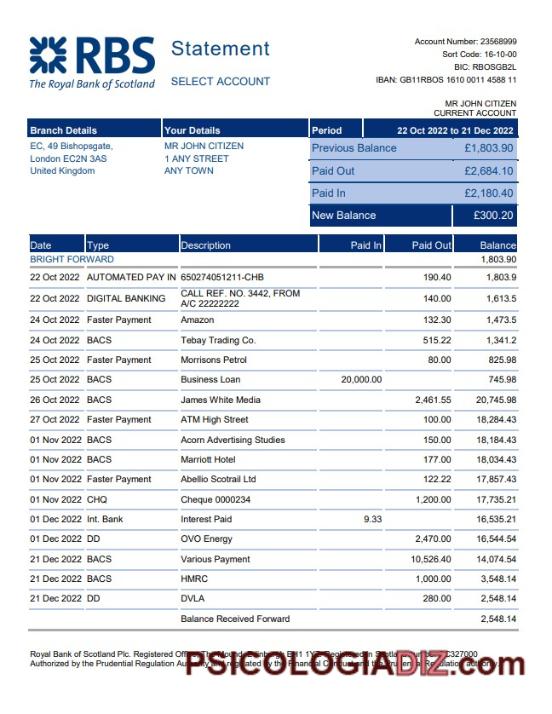 RBS
The Royal Bank of Scotland
Statement
SELECT ACCOUNT
Account Number: 23568999
Sort Code: 16-10-00
BIC: RBOSGB2L
IBAN: GB11RBOS 1610 0011 4588 11
MR JOHN CITIZEN
CURRENT ACCOUNT
Branch Details
EC, 49 Bishopsgate,
London EC2N 3AS
United Kingdom
Your Details
MR JOHN CITIZEN
1 ANY STREET
ANY TOWN
Period 22 Oct 2022 to 21 Dec 2022
Previous Balance £1,803.90
Paid Out £2,684.10
Paid In £2,180.40
New Balance £300.20
Date Type Description Paid In Paid Out Balance
BRIGHT FORWARD 1,803.90
22 Oct 2022 AUTOMATED PAY IN 650274051211-CHB 190.40 1,803.9
22 Oct 2022 DIGITAL BANKING CALL REF. NO. 3442, FROM
A/C 22222222 140.00 1,613.5
24 Oct 2022 Faster Payment Amazon 132.30 1,473.5
24 Oct 2022 BACS Tebay Trading Co. 515.22 1,341.2
25 Oct 2022 Faster Payment Morrisons Petrol 80.00 825.98
25 Oct 2022 BACS Business Loan 20,000.00 745.98
26 Oct 2022 BACS James White Media 2,461.55 20,745.98
27 Oct 2022 Faster Payment ATM High Street 100.00 18,284.43
01 Nov 2022 BACS Acorn Advertising Studies 150.00 18,184.43
01 Nov 2022 BACS Marriott Hotel 177.00 18,034.43
01 Nov 2022 Faster Payment Abellio Scotrail Ltd 122.22 17,857.43
01 Nov 2022 CHQ Cheque 0000234 1,200.00 17,735.21
01 Dec 2022 Int. Bank Interest Paid 9.33 16,535.21
01 Dec 2022 DD OVO Energy 2,470.00 16,544.54
21 Dec 2022 BACS Various Payment 10,526.40 14,074.54
21 Dec 2022 BACS HMRC 1,000.00 3,548.14
21 Dec 2022 DD DVLA 280.00 2,548.14
Balance Received Forward 2,548.14
Royal Bank of Scotland Plc. Registered Office: The Mound, Edinburgh EH1 1YZ. Registered in Scotland C327000
Authorized by the Prudential Regulation Authority and regulated by the Financial Conduct and the Prudential Regulation authority.
PSICOLOGIADIZ.com